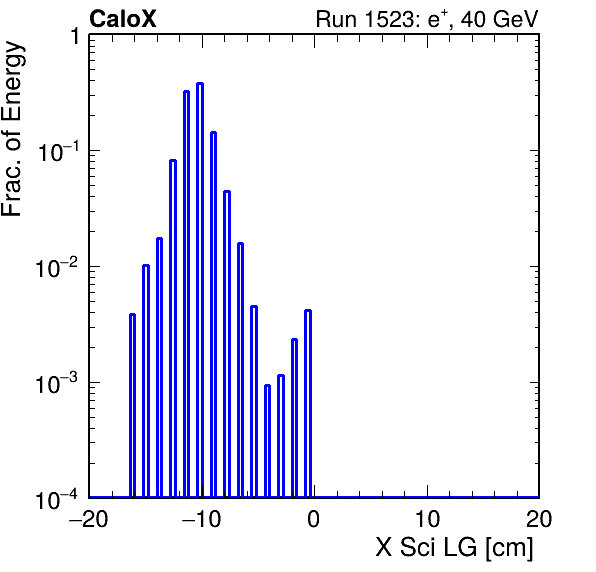 CaloX Run 1523: e⁺, 40 GeV
Frac. of Energy
1
10⁻¹
10⁻²
10⁻³
10⁻⁴
−20 −10 0 10 20
X Sci LG [cm]